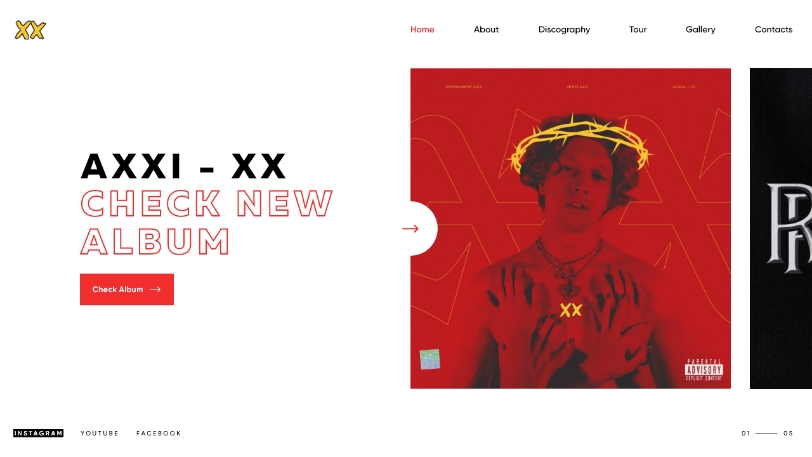 XX
Home About Discography Tour Gallery Contacts
AXXI - XX
CHECK NEW
ALBUM
Check Album
XX
PARENTAL
ADVISORY
EXPLICIT CONTENT
INSTAGRAM YOUTUBE FACEBOOK
01 05